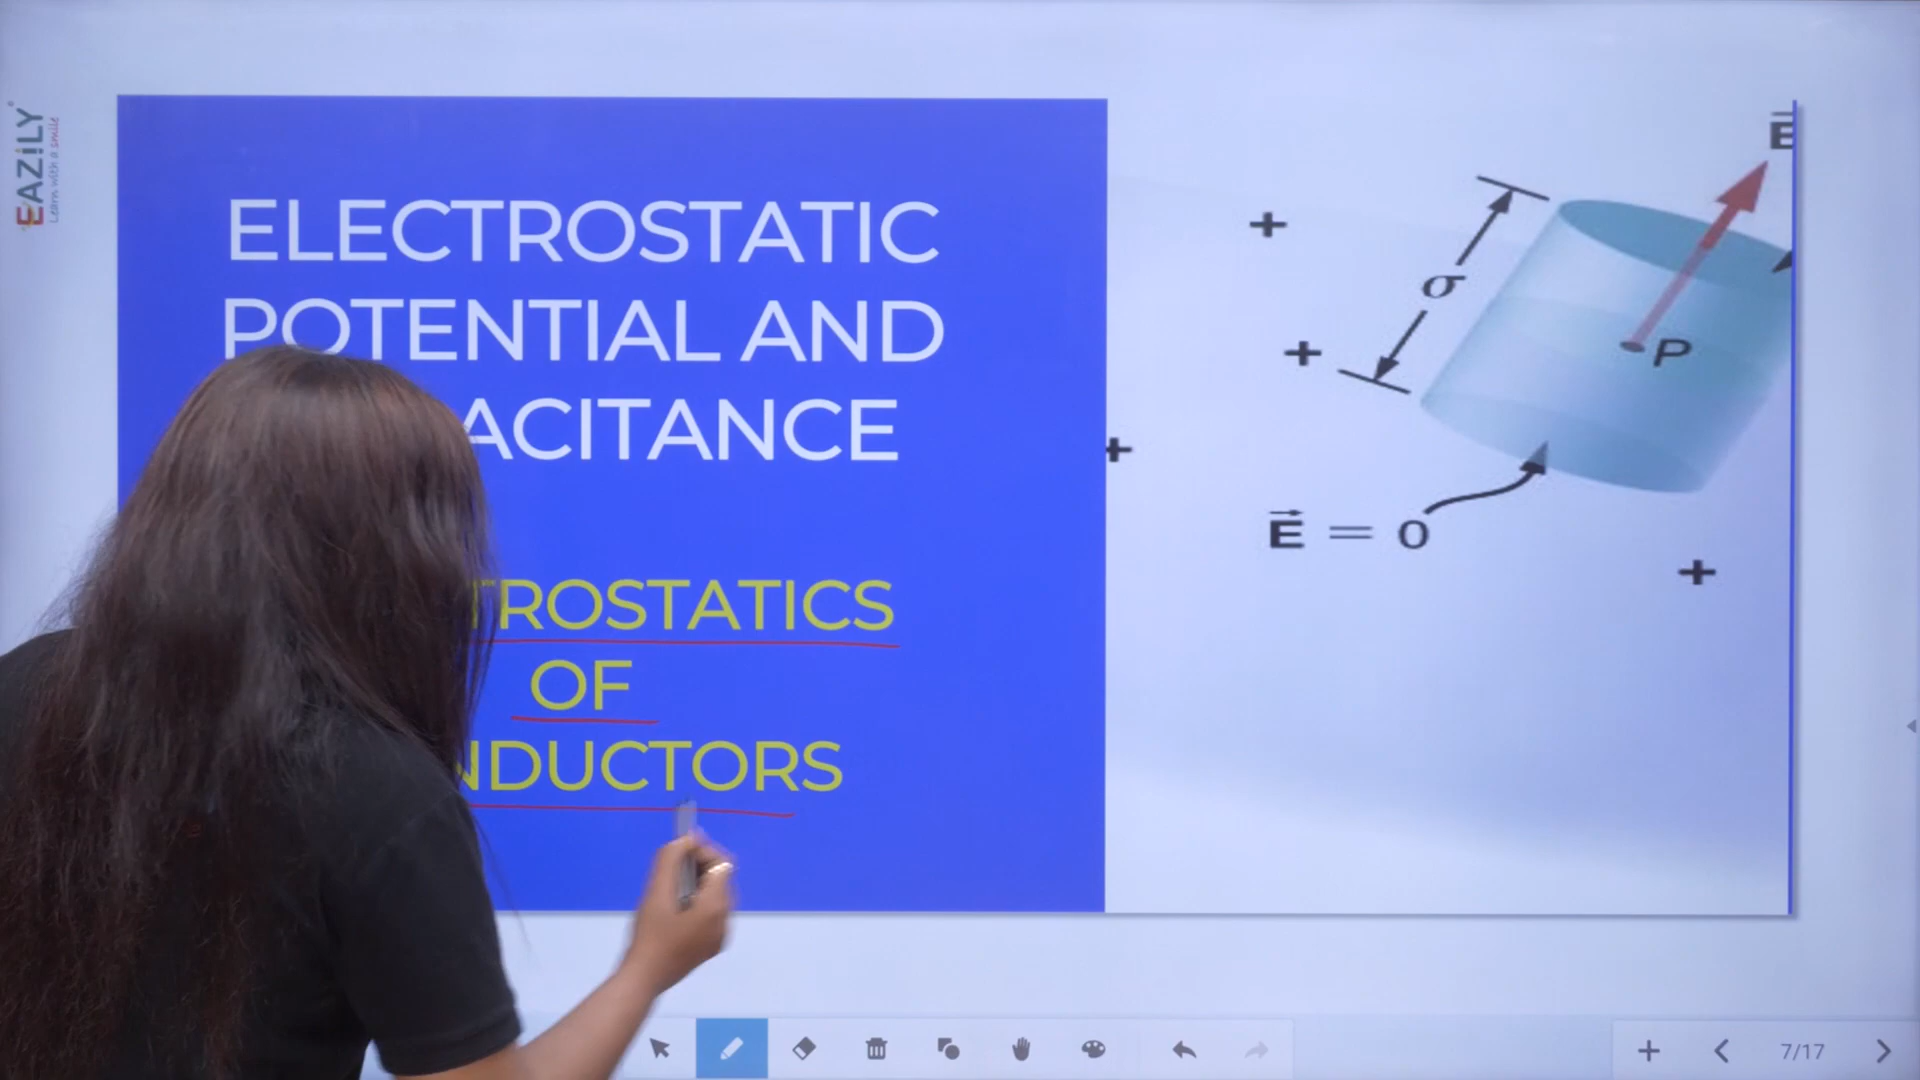 EAZILY
Learn with a smile
ELECTROSTATIC
POTENTIAL AND
ACITANCE
TROSTATICS
OF
NDUCTORS
E
σ
P
+
+
+
E⃗ = 0
+
7/17